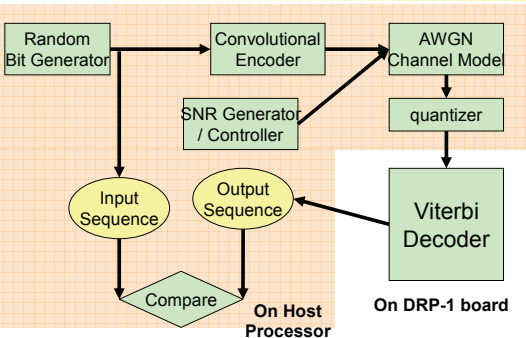 Random
Bit Generator
Convolutional
Encoder
AWGN
Channel Model
SNR Generator
/ Controller
quantizer
Input
Sequence
Output
Sequence
Viterbi
Decoder
Compare
On Host
Processor
On DRP-1 board